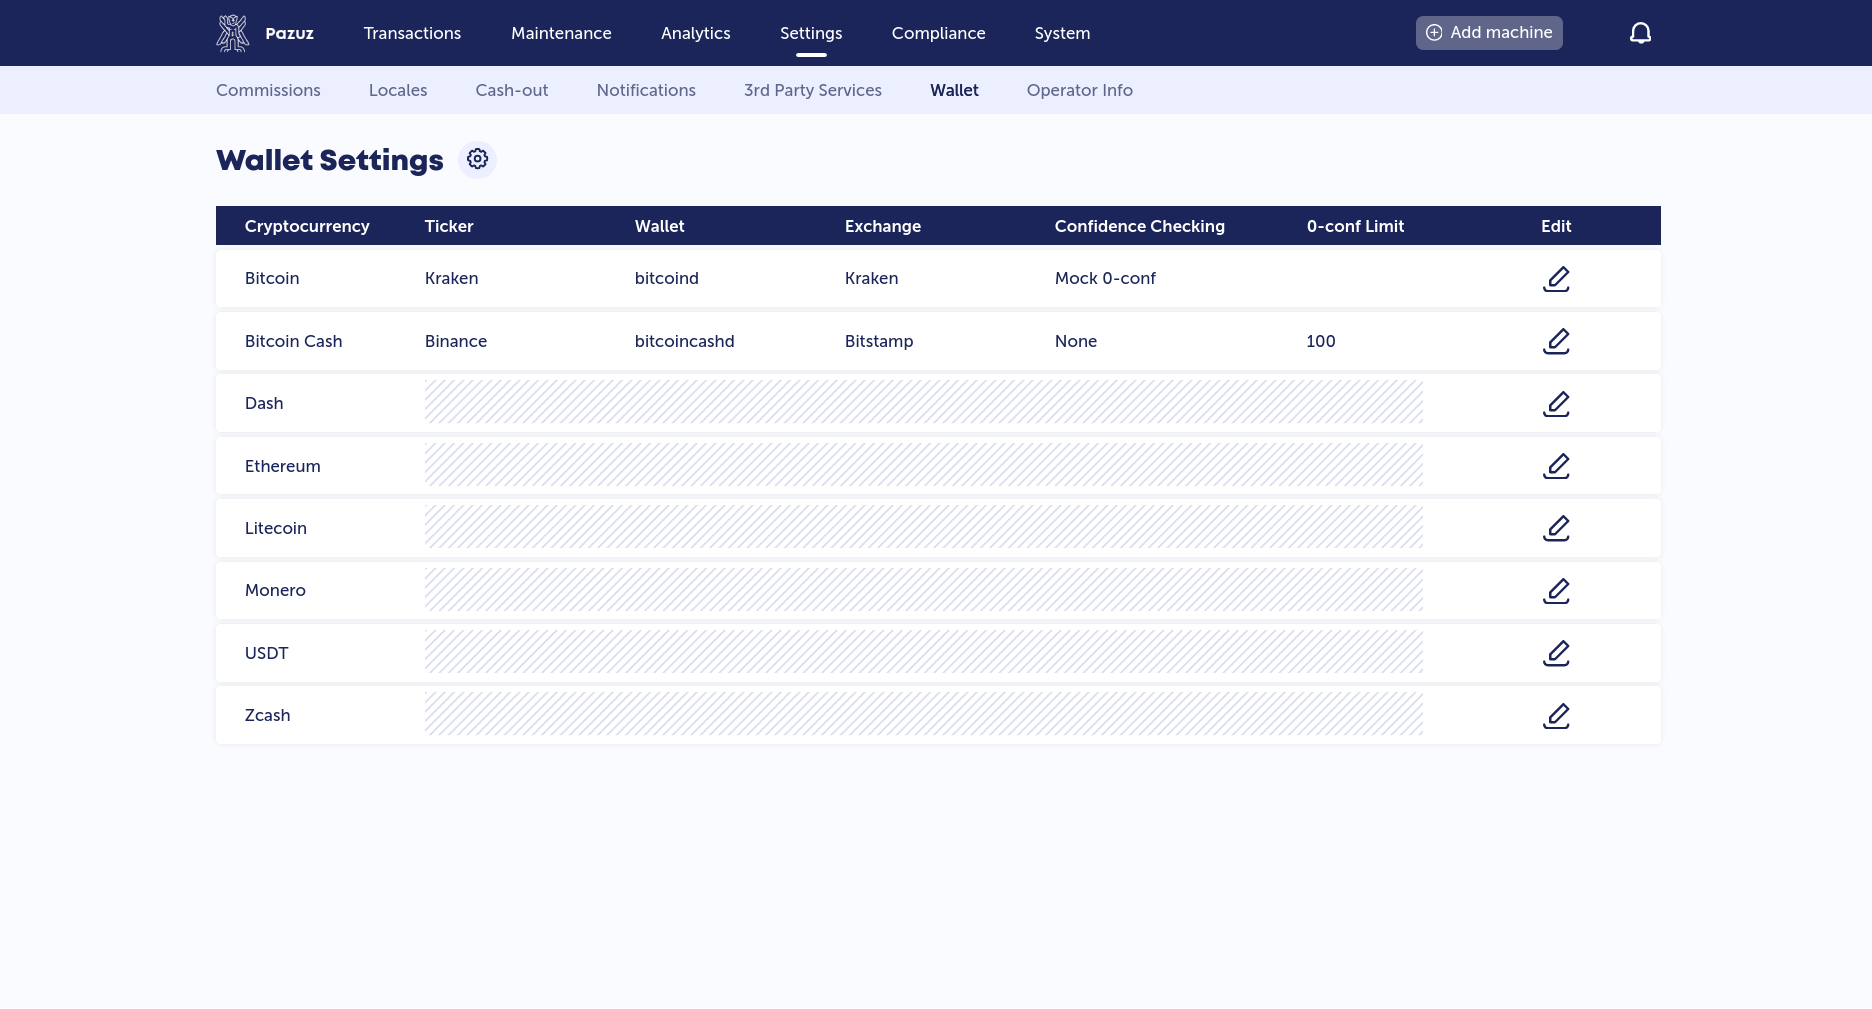 Pazuz Transactions Maintenance Analytics Settings Compliance System Add machine
Commissions Locales Cash-out Notifications 3rd Party Services Wallet Operator Info
Wallet Settings
Cryptocurrency Ticker Wallet Exchange Confidence Checking 0-conf Limit Edit
Bitcoin Kraken bitcoind Kraken Mock 0-conf
Bitcoin Cash Binance bitcoincashd Bitstamp None 100
Dash
Ethereum
Litecoin
Monero
USDT
Zcash